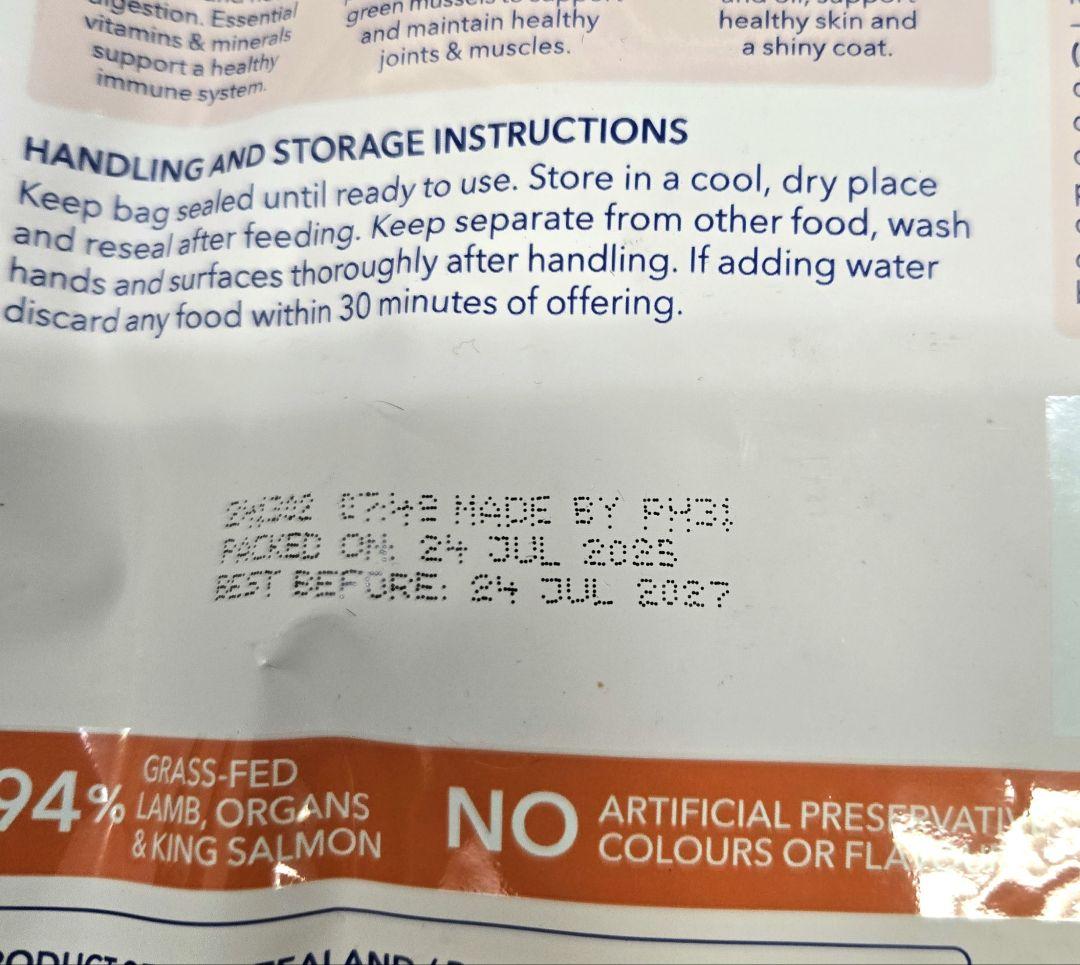 Essential
vitamins & minerals
support a healthy
immune system.
green
and maintain healthy
joints & muscles.
healthy skin and
a shiny coat.
HANDLING AND STORAGE INSTRUCTIONS
Keep bag sealed until ready to use. Store in a cool, dry place
and reseal after feeding. Keep separate from other food, wash
hands and surfaces thoroughly after handling. If adding water
discard any food within 30 minutes of offering.
MADE BY
PACKED ON: 24 JUL 2025
BEST BEFORE: 24 JUL 2027
94% GRASS-FED
LAMB, ORGANS
& KING SALMON
NO ARTIFICIAL
COLOURS OR